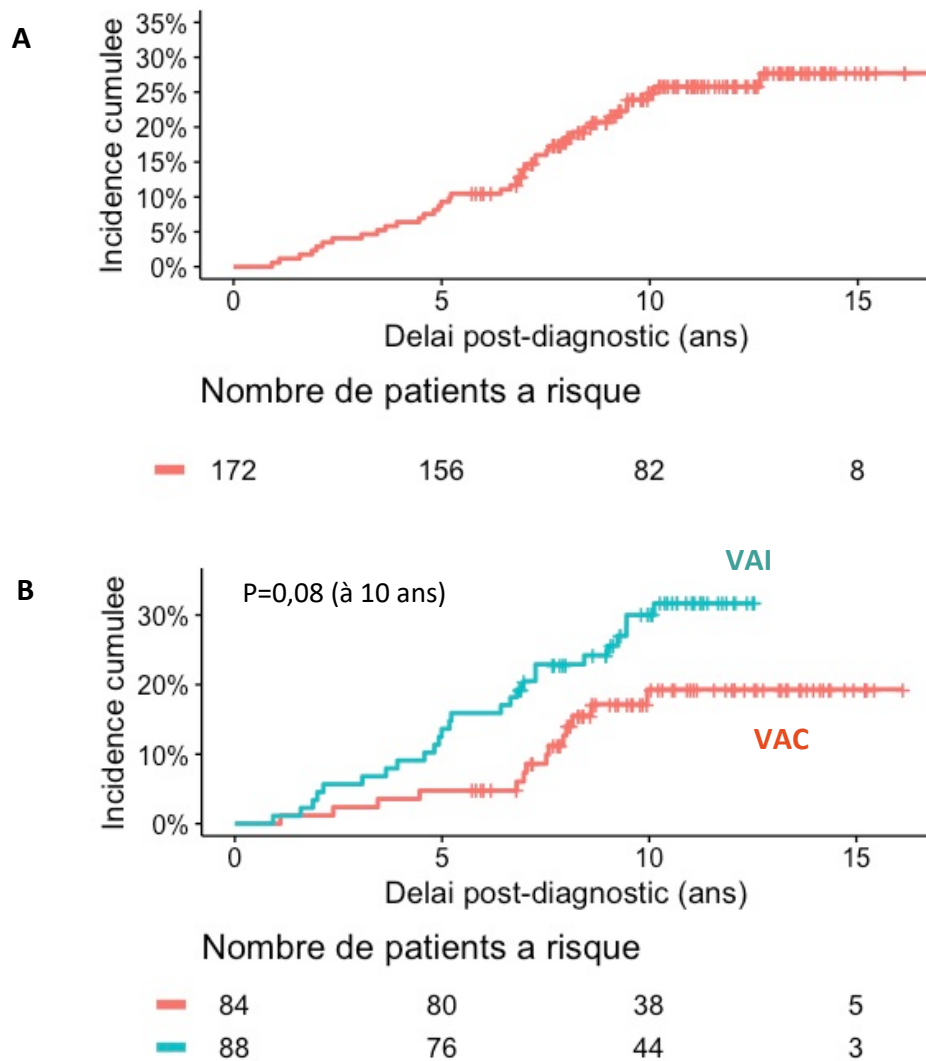 A
35%
30%
25%
20%
15%
10%
5%
0%
Incidence cumulee
0 5 10 15
Delai post-diagnostic (ans)
Nombre de patients a risque
172 156 82 8
B
P=0,08 (à 10 ans)
VAI
30%
20%
10%
0%
Incidence cumulee
VAC
0 5 10 15
Delai post-diagnostic (ans)
Nombre de patients a risque
84 80 38 5
88 76 44 3